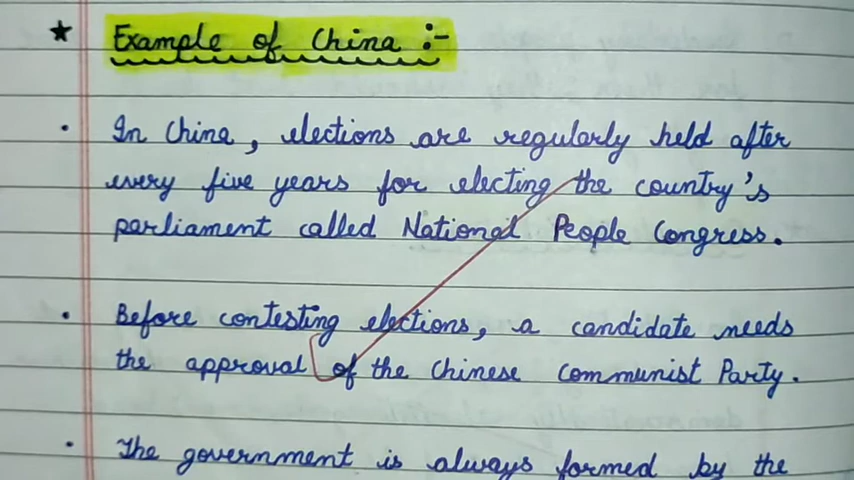 ★ Example of China :-
• In China, elections are regularly held after
every five years for electing the country's
parliament called National People Congress.
• Before contesting elections, a candidate needs
the approval of the Chinese Communist Party.
• The government is always formed by the